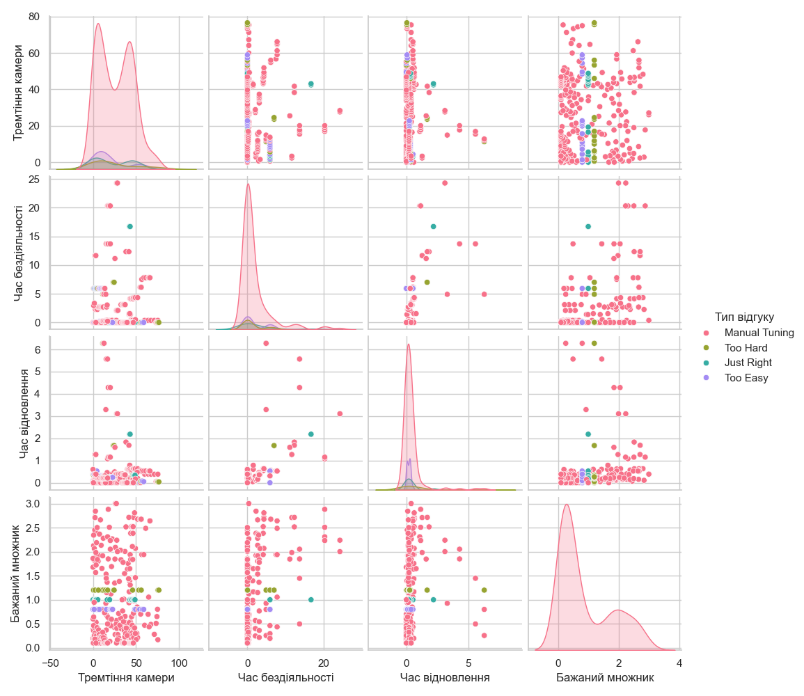 80
60
40
20
0
Тремтіння камери
25
20
15
10
5
0
Час бездіяльності
6
5
4
3
2
1
0
Час відновлення
3.0
2.5
2.0
1.5
1.0
0.5
0.0
Бажаний множник
−50 0 50 100
Тремтіння камери
0 20
Час бездіяльності
0 5
Час відновлення
0 2 4
Бажаний множник
Тип відгуку
Manual Tuning
Too Hard
Just Right
Too Easy